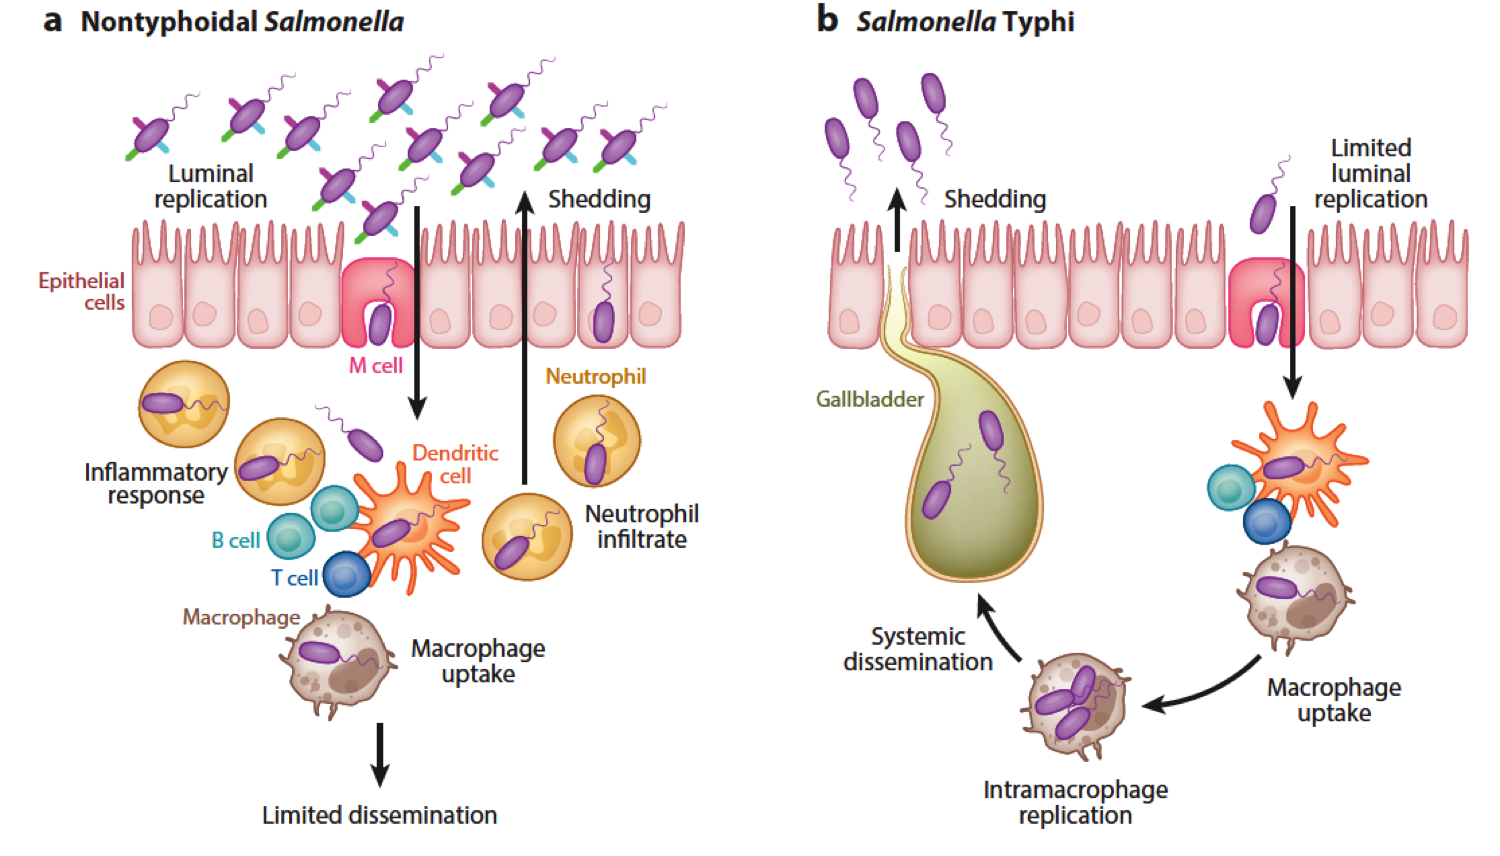 a Nontyphoidal Salmonella
Luminal
replication
Shedding
Epithelial
cells
M cell
Neutrophil
Dendritic
cell
Inflammatory
response
Neutrophil
infiltrate
B cell
T cell
Macrophage
Macrophage
uptake
Limited dissemination
b Salmonella Typhi
Limited
luminal
replication
Shedding
Gallbladder
Systemic
dissemination
Macrophage
uptake
Intramacrophage
replication